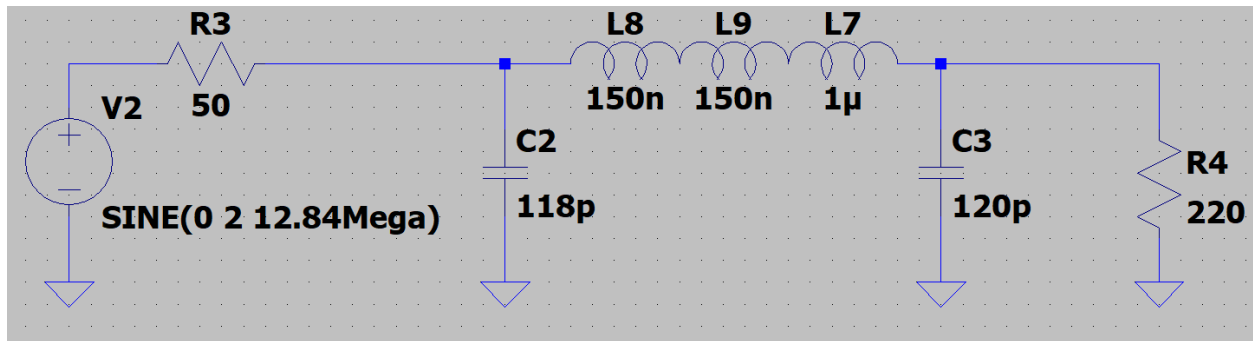 R3
L8
L9
L7
V2
50
150n
150n
1µ
C2
C3
R4
118p
120p
220
SINE(0 2 12.84Mega)